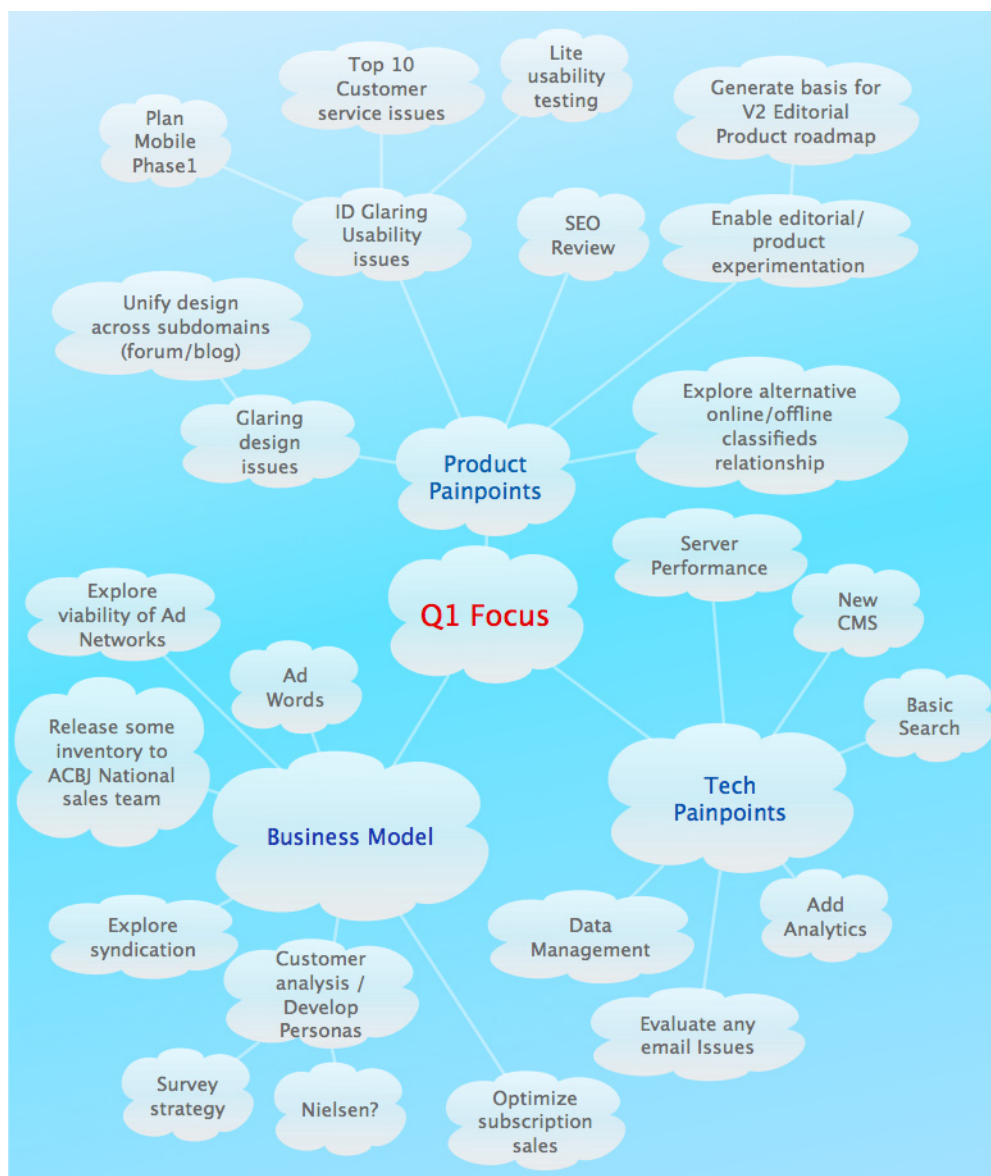 Lite
usability
testing
Top 10
Customer
service issues
Generate basis for
V2 Editorial
Product roadmap
Plan
Mobile
Phase1
ID Glaring
Usability
issues
SEO
Review
Enable editorial/
product
experimentation
Unify design
across subdomains
(forum/blog)
Glaring
design
issues
Product
Painpoints
Explore alternative
online/offline
classifieds
relationship
Server
Performance
Explore
viability of Ad
Networks
Q1 Focus
New
CMS
Ad
Words
Basic
Search
Release some
inventory to
ACBJ National
sales team
Tech
Painpoints
Business Model
Explore
syndication
Data
Management
Add
Analytics
Customer
analysis /
Develop
Personas
Evaluate any
email Issues
Survey
strategy
Nielsen?
Optimize
subscription
sales